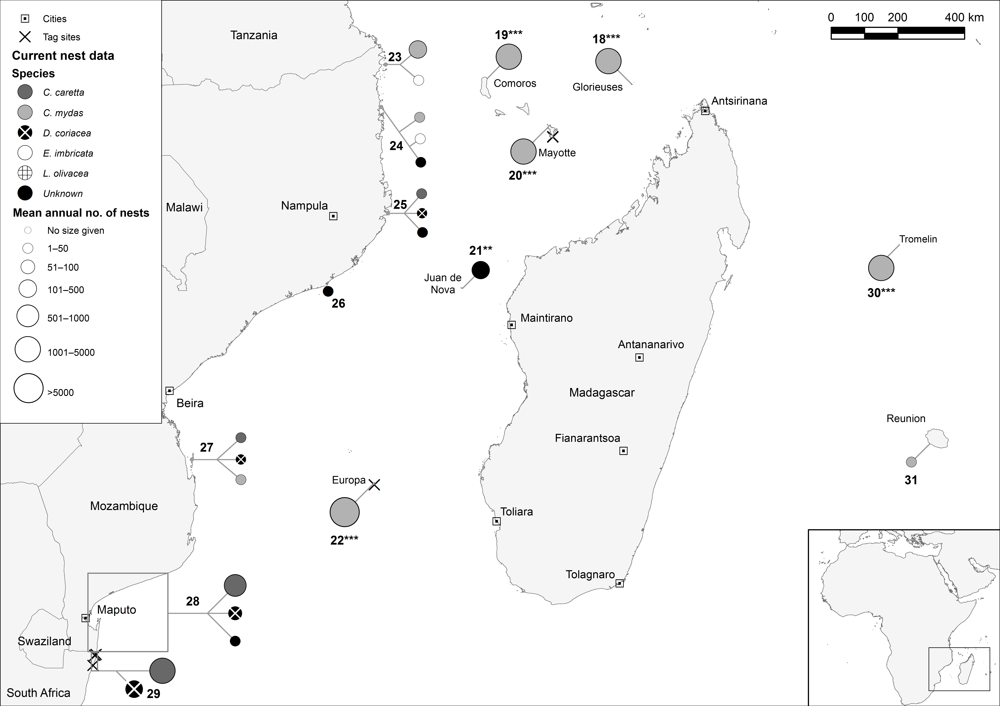 Cities
Tag sites
Current nest data
Species
C. caretta
C. mydas
D. coriacea
E. imbricata
L. olivacea
Unknown
Mean annual no. of nests
No size given
1–50
51–100
101–500
501–1000
1001–5000
>5000
0 100 200 400 km
Tanzania
19***
18***
23
Comoros
Glorieuses
Antsirinana
24
Mayotte
20***
Malawi
Nampula
25
21**
Juan de
Nova
Tromelin
30***
26
Maintirano
Antananarivo
Madagascar
Beira
Reunion
Fianarantsoa
27
Europa
31
Mozambique
Toliara
22***
Tolagnaro
28
Maputo
Swaziland
South Africa
29